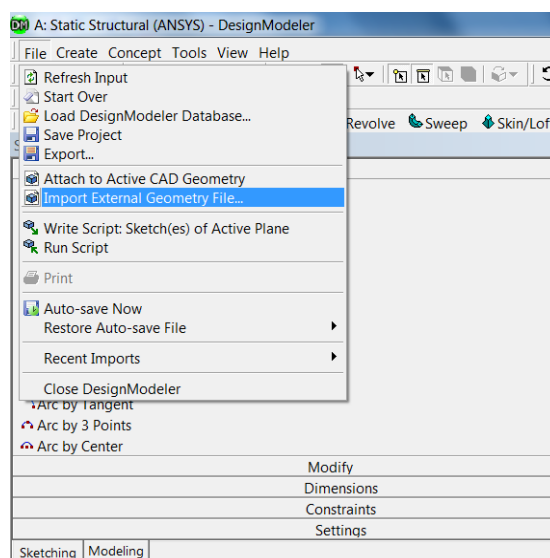 DM A: Static Structural (ANSYS) - DesignModeler
File Create Concept Tools View Help
Refresh Input
Start Over
Load DesignModeler Database...
Revolve Sweep Skin/Lof
Save Project
Export...
Attach to Active CAD Geometry
Import External Geometry File...
Write Script: Sketch(es) of Active Plane
Run Script
Print
Auto-save Now
Restore Auto-save File
Recent Imports
Close DesignModeler
Arc by Tangent
Arc by 3 Points
Arc by Center
Modify
Dimensions
Constraints
Settings
Sketching Modeling